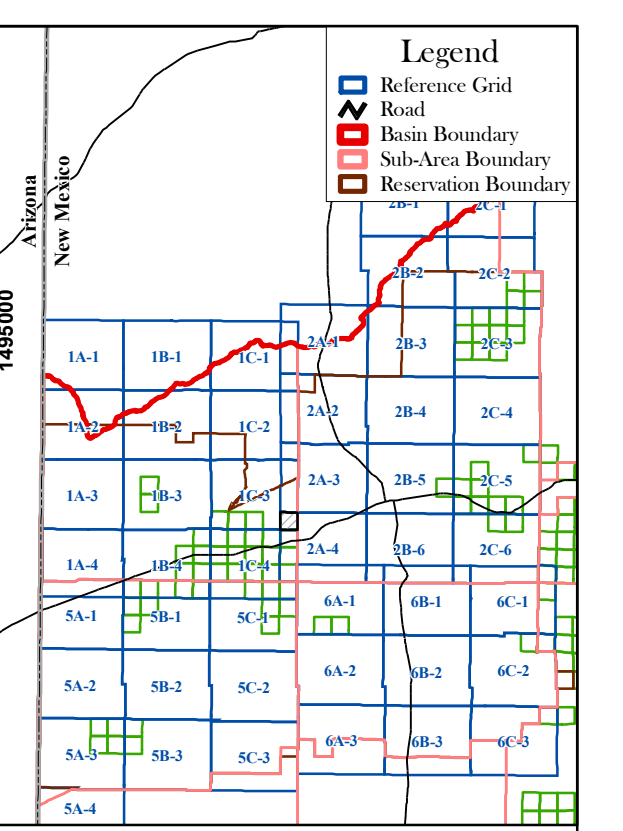 Legend
Reference Grid
Road
Basin Boundary
Sub-Area Boundary
Reservation Boundary
Arizona
New Mexico
1495000
2B-1
2C-1
2B-2
2C-2
1A-1
1B-1
1C-1
2A-1
2B-3
2C-3
1A-2
1B-2
1C-2
2A-2
2B-4
2C-4
1A-3
1B-3
1C-3
2A-3
2B-5
2C-5
1A-4
1B-4
1C-4
2A-4
2B-6
2C-6
5A-1
5B-1
5C-1
6A-1
6B-1
6C-1
5A-2
5B-2
5C-2
6A-2
6B-2
6C-2
5A-3
5B-3
5C-3
6A-3
6B-3
6C-3
5A-4